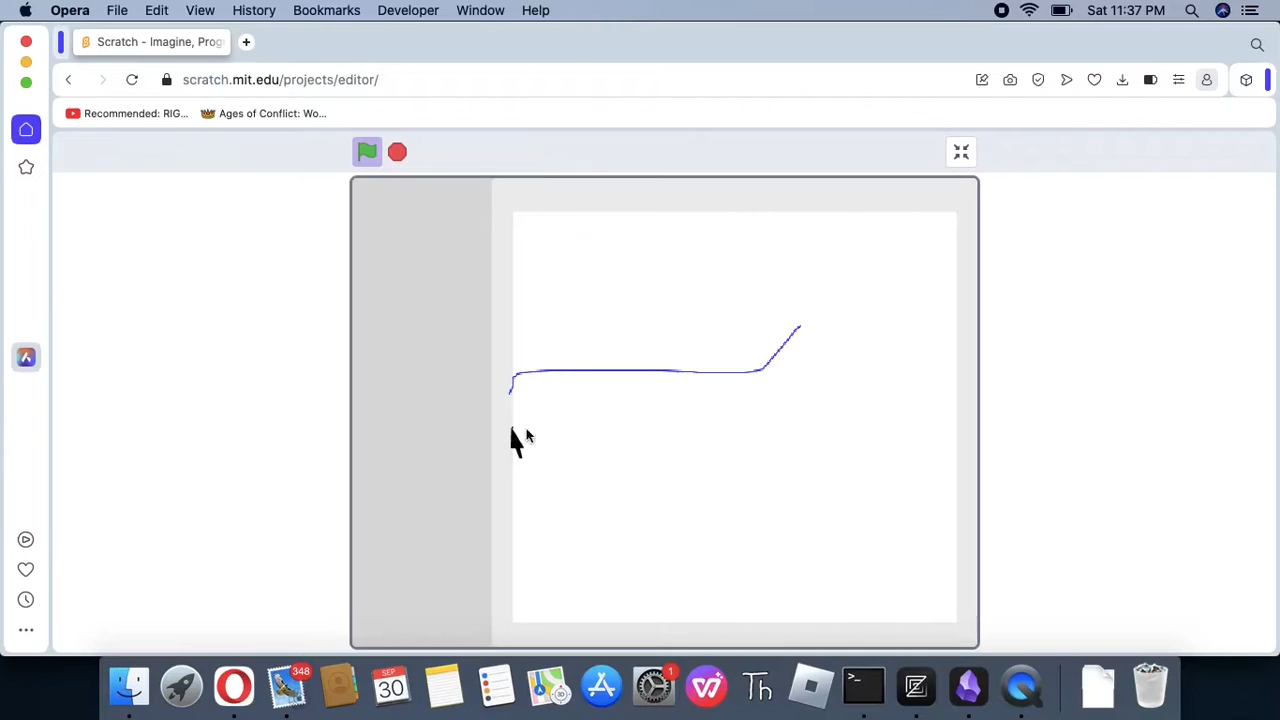 Opera File Edit View History Bookmarks Developer Window Help Sat 11:37 PM
Scratch - Imagine, Prog
scratch.mit.edu/projects/editor/
Recommended: RIG... Ages of Conflict: Wo...
348
SEP
30
1
Th
>_